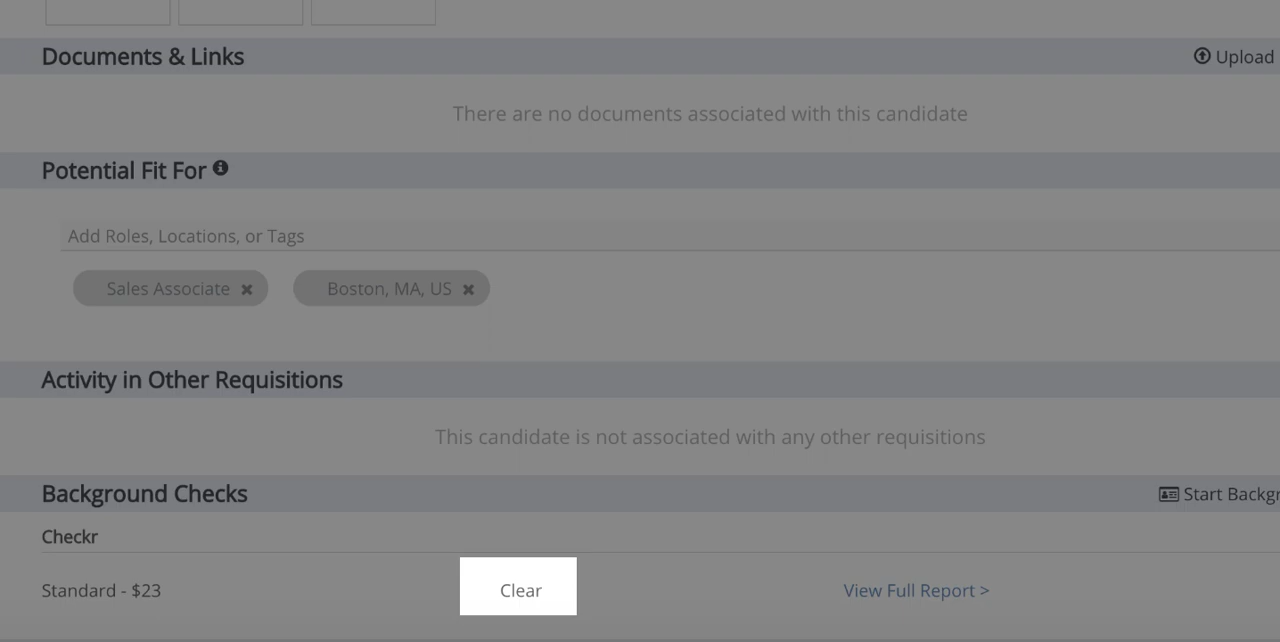 Documents & Links
Upload
There are no documents associated with this candidate
Potential Fit For
Add Roles, Locations, or Tags
Sales Associate
Boston, MA, US
Activity in Other Requisitions
This candidate is not associated with any other requisitions
Background Checks
Start Backgr
Checkr
Standard - $23
Clear
View Full Report >